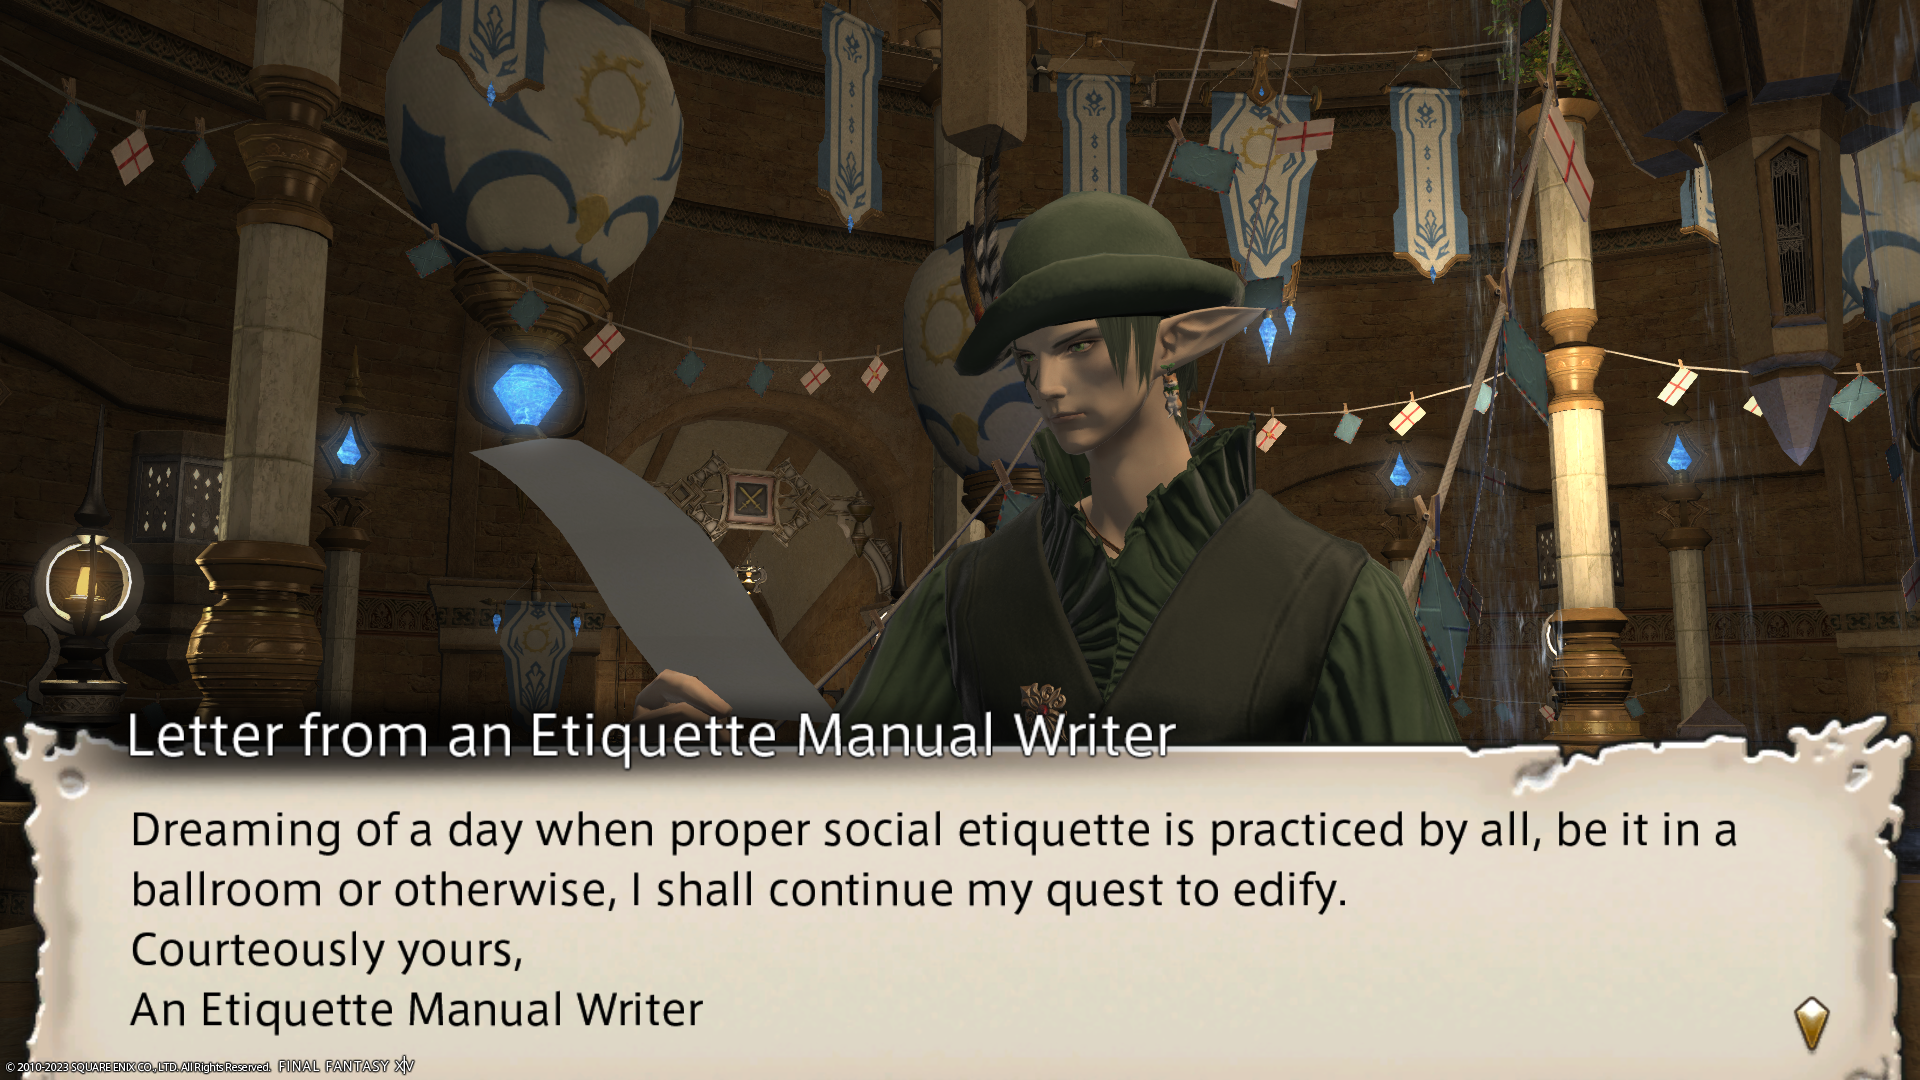 Letter from an Etiquette Manual Writer
Dreaming of a day when proper social etiquette is practiced by all, be it in a
ballroom or otherwise, I shall continue my quest to edify.
Courteously yours,
An Etiquette Manual Writer
© 2010-2023 SQUARE ENIX CO., LTD. All Rights Reserved. FINAL FANTASY XIV